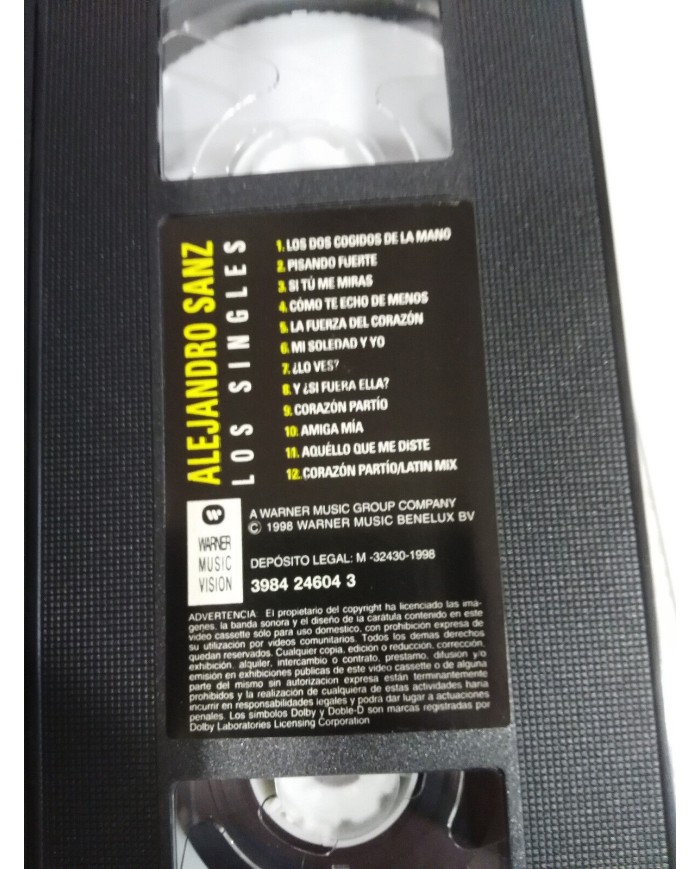 ALEJANDRO SANZ
LOS SINGLES
1. LOS DOS COGIDOS DE LA MANO
2. PISANDO FUERTE
3. SI TÚ ME MIRAS
4. CÓMO TE ECHO DE MENOS
5. LA FUERZA DEL CORAZÓN
6. MI SOLEDAD Y YO
7. ¿LO VES?
8. Y ¿SI FUERA ELLA?
9. CORAZÓN PARTÍO
10. AMIGA MÍA
11. AQUÉLLO QUE ME DISTE
12. CORAZÓN PARTÍO/LATIN MIX
WARNER
MUSIC
VISION
A WARNER MUSIC GROUP COMPANY
© 1998 WARNER MUSIC BENELUX BV
DEPÓSITO LEGAL: M -32430-1998
3984 24604 3
ADVERTENCIA: El propietario del copyright ha licenciado las imá-
genes, la banda sonora y el diseño de la carátula contenido en este
video cassette sólo para uso domestico, con prohibición expresa de
su utilización por videos comunitarios. Todos los demas derechos
quedan reservados. Cualquier copia, edición o reducción, corrección,
exhibición, alquiler, intercambio o contrato, prestamo, difusion y/o
emisión en exhibiciones publicas de este video cassette o de alguna
parte del mismo sin autorizacion expresa están terminantemente
prohibidos y la realización de cualquiera de estas actividades haria
incurrir en responsabilidades legales y podrá dar lugar a actuaciones
penales. Los símbolos Dolby y Doble-D son marcas registradas por
Dolby Laboratories Licensing Corporation